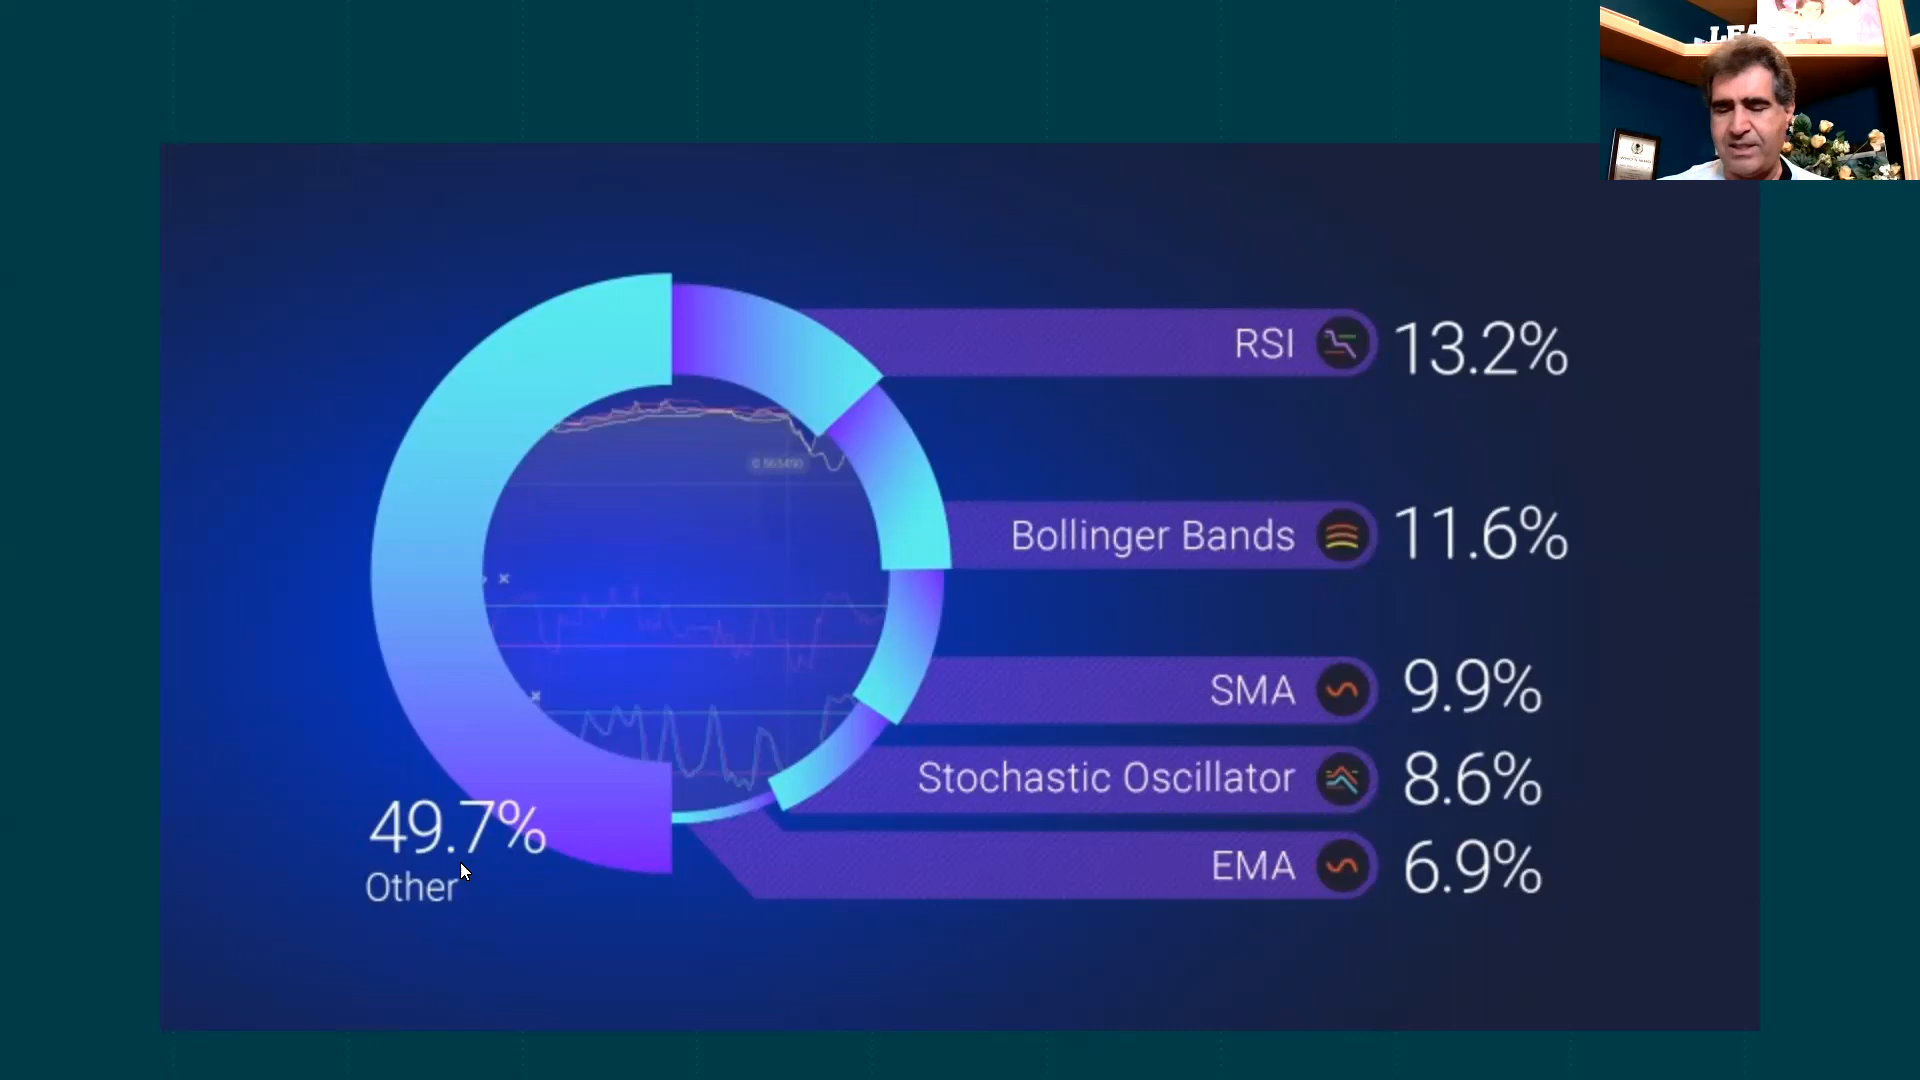 RSI 13.2%
Bollinger Bands 11.6%
SMA 9.9%
Stochastic Oscillator 8.6%
EMA 6.9%
49.7%
Other